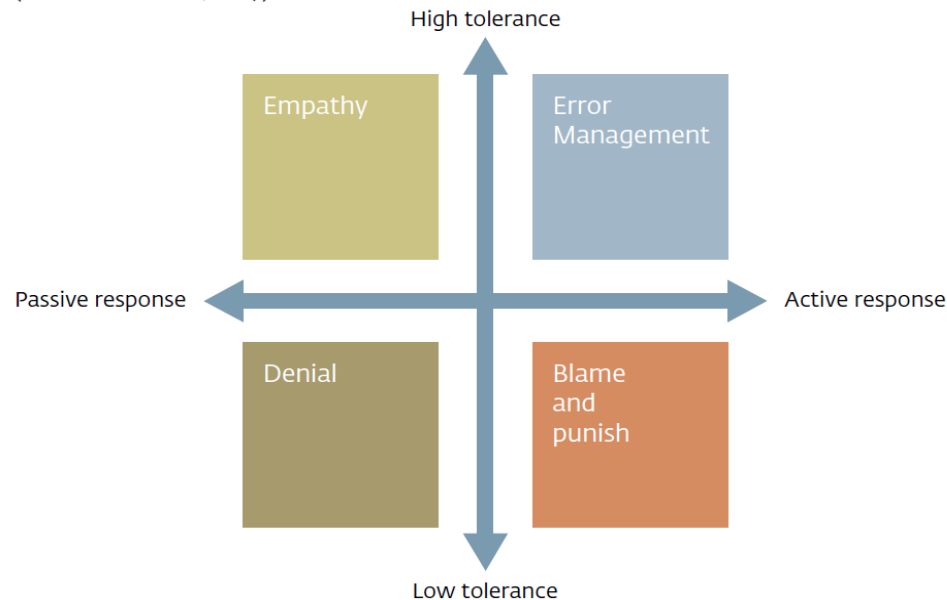 High tolerance
Empathy
Error
Management
Passive response
Active response
Denial
Blame
and
punish
Low tolerance